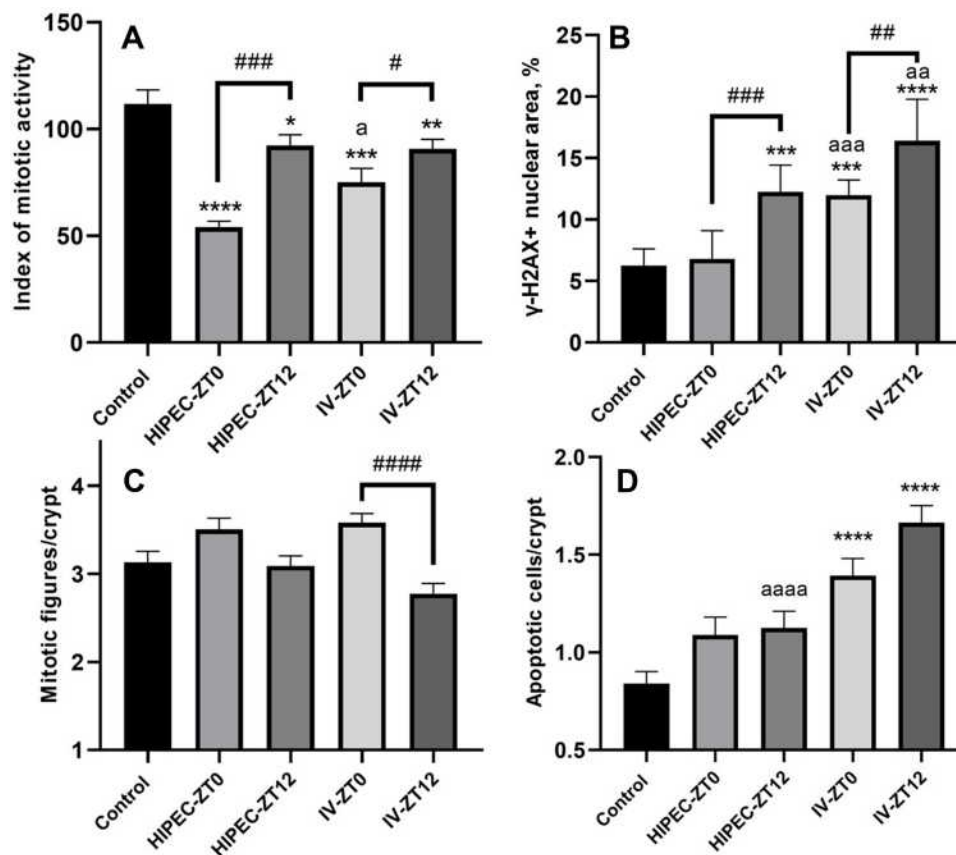 A
Index of mitotic activity
150
100
50
0
###
#
****
*
a
***
**
Control
HIPEC-ZT0
HIPEC-ZT12
IV-ZT0
IV-ZT12
B
γ-H2AX+ nuclear area, %
25
20
15
10
5
0
###
##
***
aaa
***
aa
****
Control
HIPEC-ZT0
HIPEC-ZT12
IV-ZT0
IV-ZT12
C
Mitotic figures/crypt
4
3
2
1
####
Control
HIPEC-ZT0
HIPEC-ZT12
IV-ZT0
IV-ZT12
D
Apoptotic cells/crypt
2.0
1.5
1.0
0.5
aaaa
****
****
Control
HIPEC-ZT0
HIPEC-ZT12
IV-ZT0
IV-ZT12